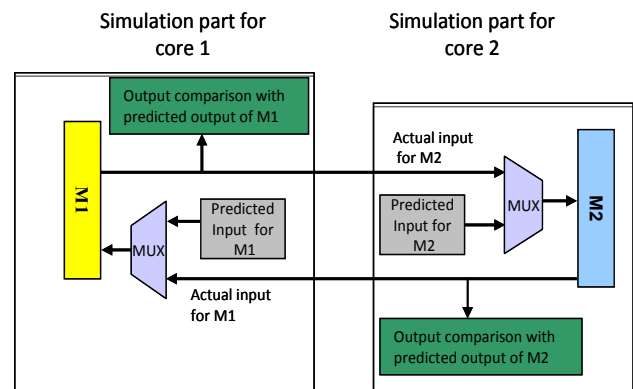 Simulation part for
core 1
Simulation part for
core 2
Output comparison with
predicted output of M1
Actual input
for M2
M1
MUX
Predicted
Input for
M1
Predicted
Input for
M2
MUX
M2
Actual input
for M1
Output comparison with
predicted output of M2